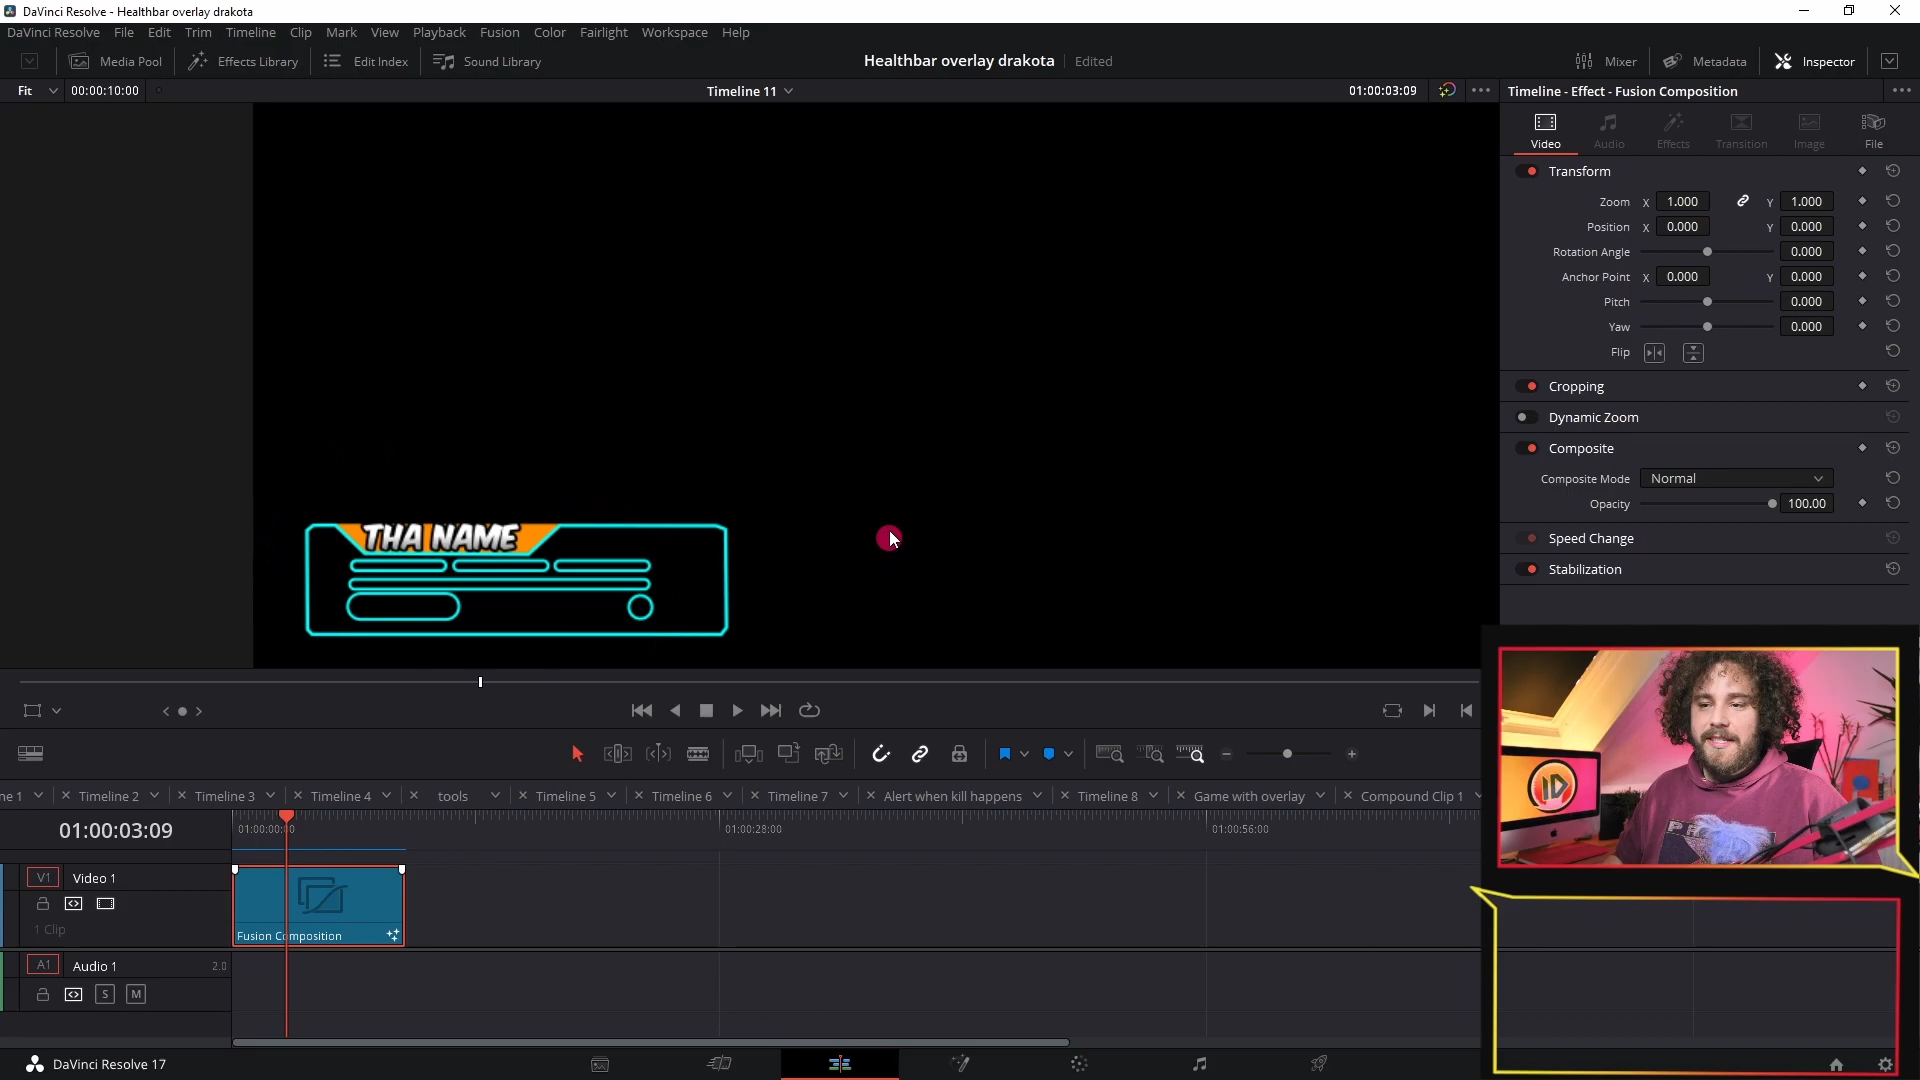 DaVinci Resolve - Healthbar overlay drakota
DaVinci Resolve File Edit Trim Timeline Clip Mark View Playback Fusion Color Fairlight Workspace Help
Media Pool Effects Library Edit Index Sound Library Healthbar overlay drakota Edited Mixer Metadata Inspector
Fit 00:00:10:00 Timeline 11 01:00:03:09 Timeline - Effect - Fusion Composition
Video Audio Effects Transition Image File
Transform
Zoom X 1.000 Y 1.000
Position X 0.000 Y 0.000
Rotation Angle 0.000
Anchor Point X 0.000 Y 0.000
Pitch 0.000
Yaw 0.000
Flip
Cropping
Dynamic Zoom
Composite
Composite Mode Normal
Opacity 100.00
Speed Change
Stabilization
THA NAME
ne 1 Timeline 2 Timeline 3 Timeline 4 tools Timeline 5 Timeline 6 Timeline 7 Alert when kill happens Timeline 8 Game with overlay Compound Clip 1
01:00:03:09 01:00:00:00 01:00:28:00 01:00:56:00
V1 Video 1
1 Clip
Fusion Composition
A1 Audio 1 2.0
S M
DaVinci Resolve 17